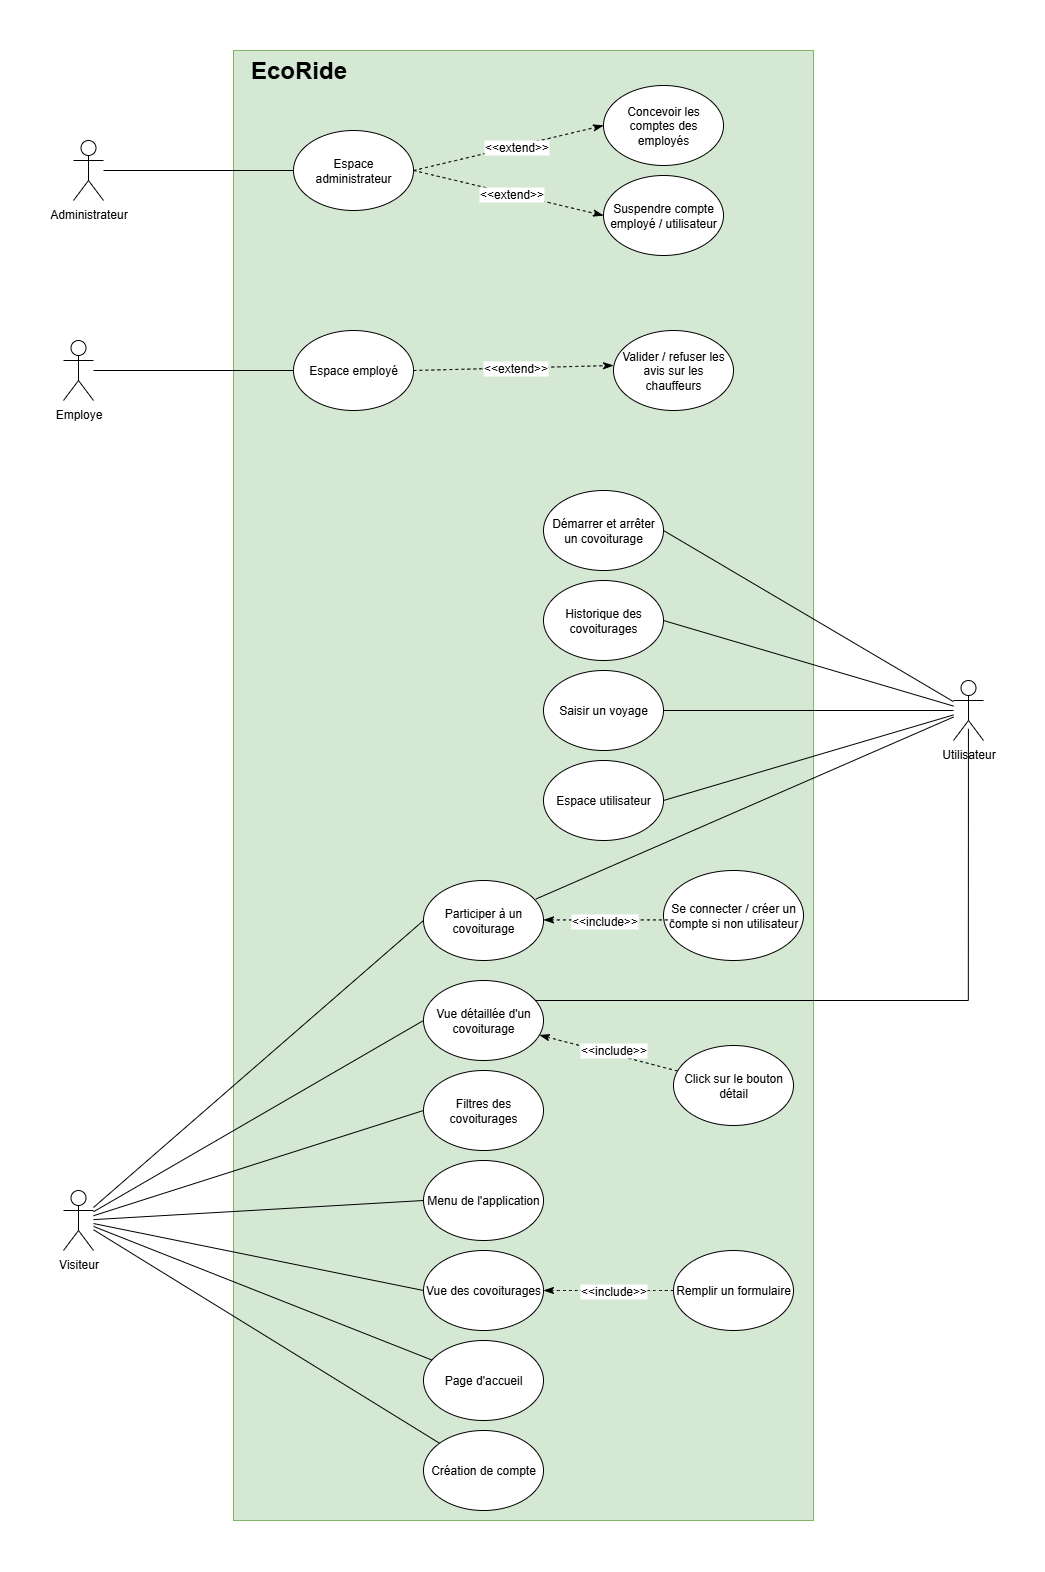 EcoRide
Concevoir les
comptes des
employés
<<extend>>
Espace
administrateur
<<extend>>
Suspendre compte
employé / utilisateur
Administrateur
Valider / refuser les
avis sur les
chauffeurs
<<extend>>
Espace employé
Employe
Démarrer et arrêter
un covoiturage
Historique des
covoiturages
Saisir un voyage
Utilisateur
Espace utilisateur
Participer à un
covoiturage
<<include>>
Se connecter / créer un
compte si non utilisateur
Vue détaillée d'un
covoiturage
<<include>>
Click sur le bouton
détail
Filtres des
covoiturages
Menu de l'application
Visiteur
Vue des covoiturages
<<include>>
Remplir un formulaire
Page d'accueil
Création de compte